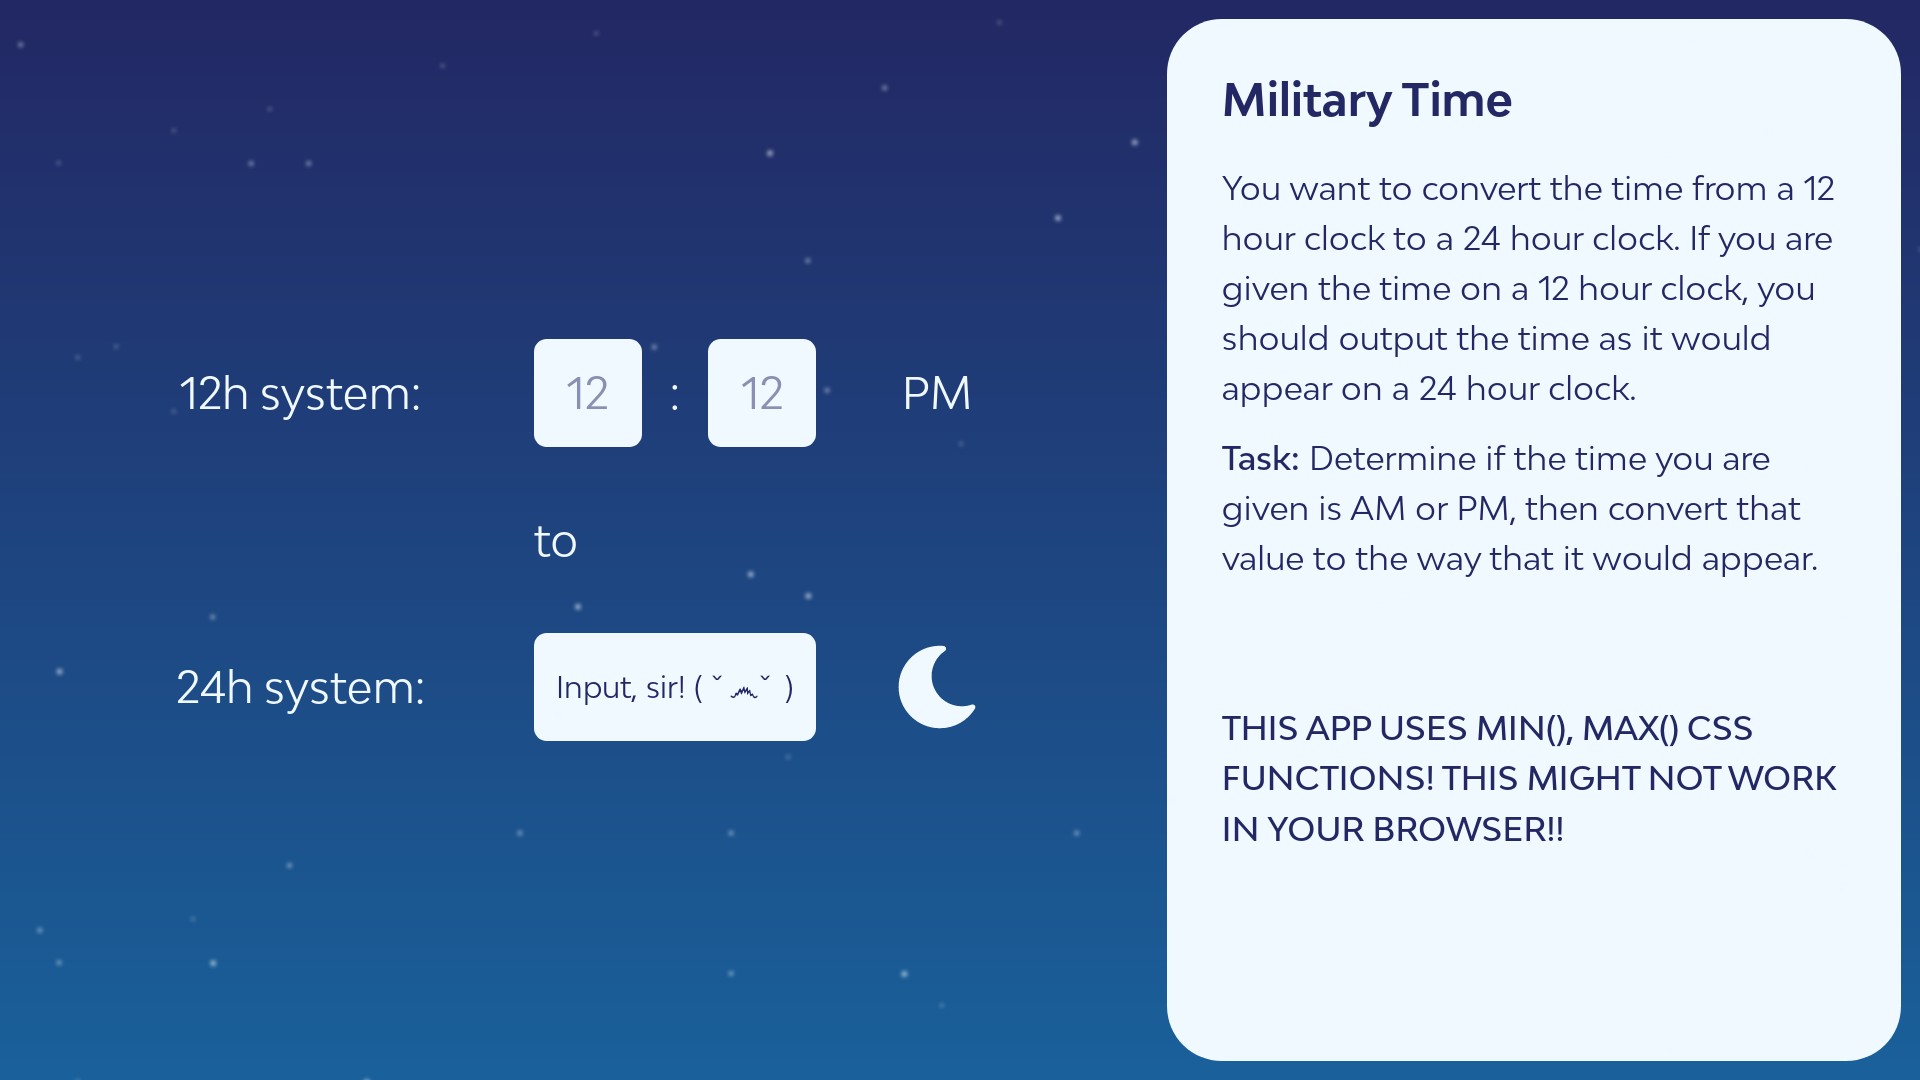 12h system:
12 : 12 PM
to
24h system:
Input, sir! ( ˇ෴ˇ )
Military Time
You want to convert the time from a 12
hour clock to a 24 hour clock. If you are
given the time on a 12 hour clock, you
should output the time as it would
appear on a 24 hour clock.
Task: Determine if the time you are
given is AM or PM, then convert that
value to the way that it would appear.
THIS APP USES MIN(), MAX() CSS
FUNCTIONS! THIS MIGHT NOT WORK
IN YOUR BROWSER!!